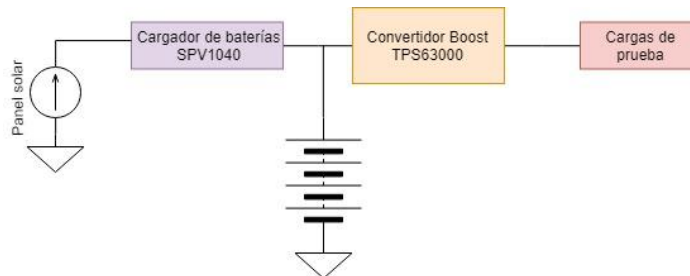 Panel solar
Cargador de baterías
SPV1040
Convertidor Boost
TPS63000
Cargas de
prueba